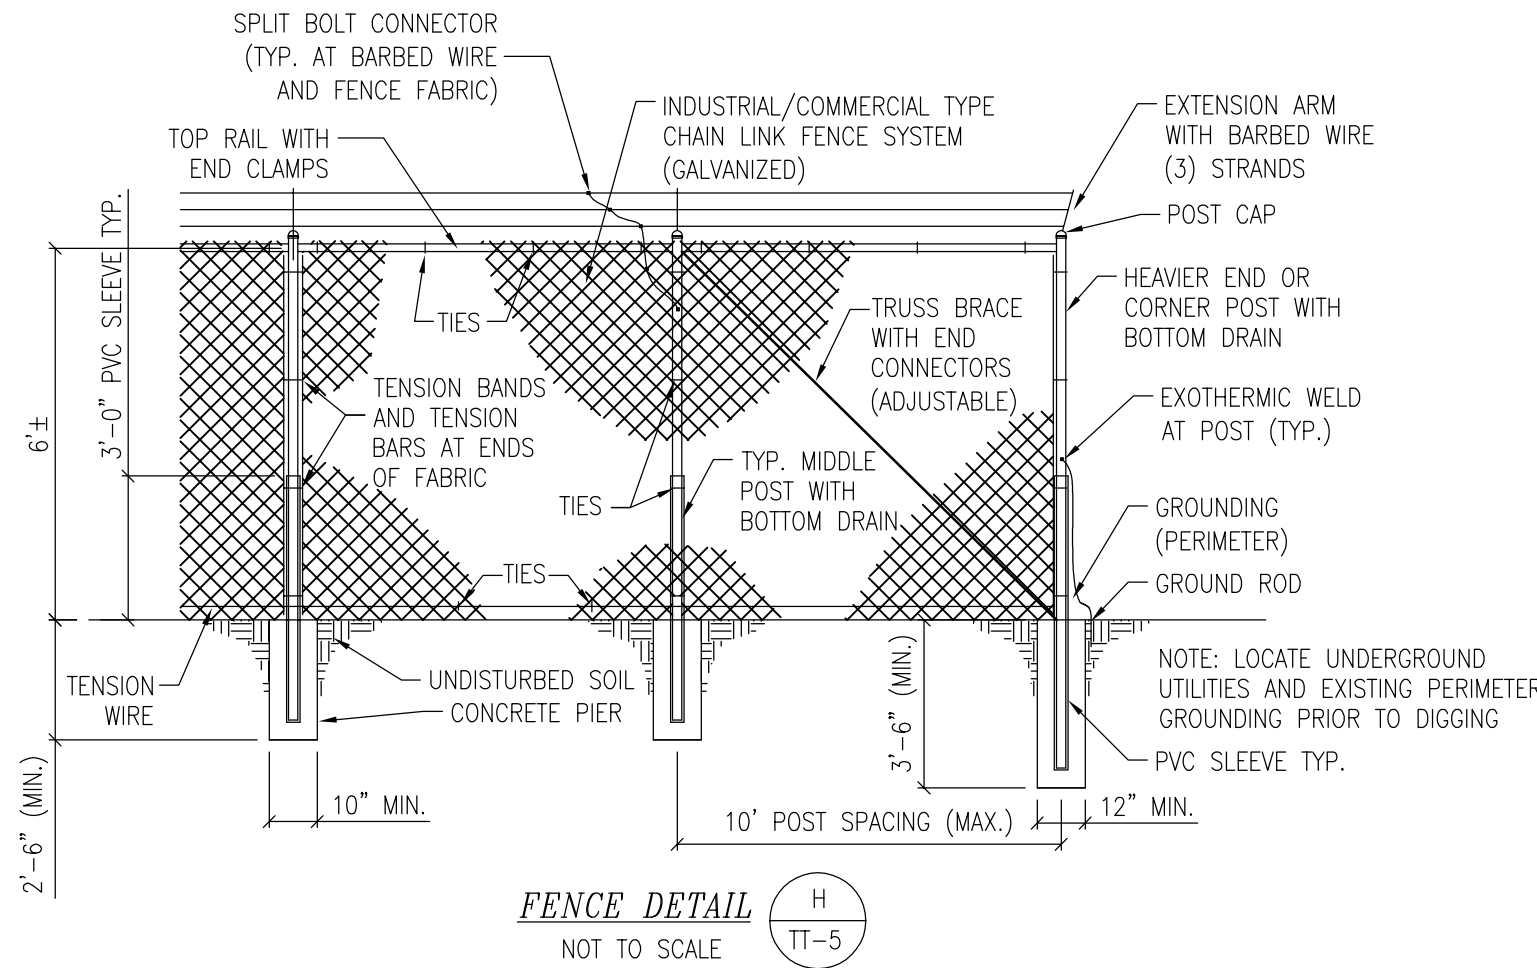 SPLIT BOLT CONNECTOR
(TYP. AT BARBED WIRE
AND FENCE FABRIC)
TOP RAIL WITH
END CLAMPS
INDUSTRIAL/COMMERCIAL TYPE
CHAIN LINK FENCE SYSTEM
(GALVANIZED)
EXTENSION ARM
WITH BARBED WIRE
(3) STRANDS
POST CAP
3'-0" PVC SLEEVE TYP.
6'±
TIES
TRUSS BRACE
WITH END
CONNECTORS
(ADJUSTABLE)
HEAVIER END OR
CORNER POST WITH
BOTTOM DRAIN
TENSION BANDS
AND TENSION
BARS AT ENDS
OF FABRIC
EXOTHERMIC WELD
AT POST (TYP.)
TYP. MIDDLE
POST WITH
BOTTOM DRAIN
TIES
GROUNDING
(PERIMETER)
TIES
GROUND ROD
TENSION
WIRE
UNDISTURBED SOIL
CONCRETE PIER
3'-6" (MIN.)
NOTE: LOCATE UNDERGROUND
UTILITIES AND EXISTING PERIMETER
GROUNDING PRIOR TO DIGGING
PVC SLEEVE TYP.
2'-6" (MIN.)
10" MIN.
10' POST SPACING (MAX.)
12" MIN.
FENCE DETAIL
NOT TO SCALE
H
TT-5